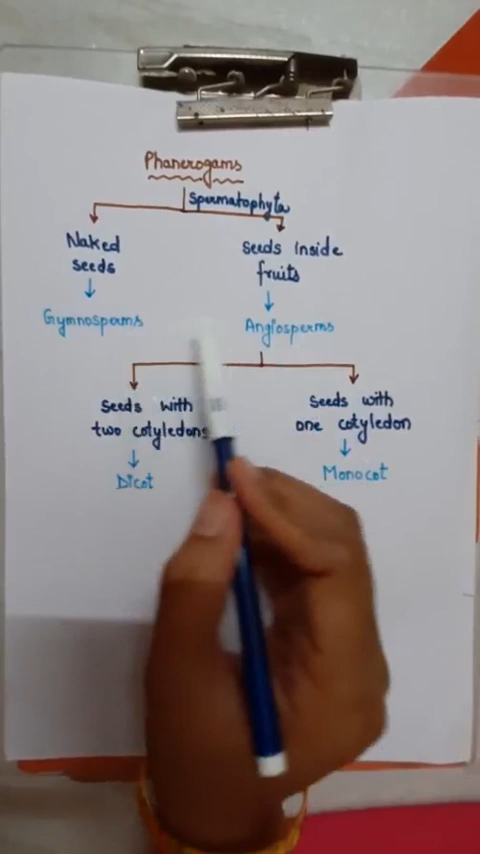 Phanerogams
Spermatophyta
Naked
seeds
Seeds inside
fruits
Gymnosperms
Angiosperms
Seeds with
two cotyledons
Seeds with
one cotyledon
Dicot
Monocot